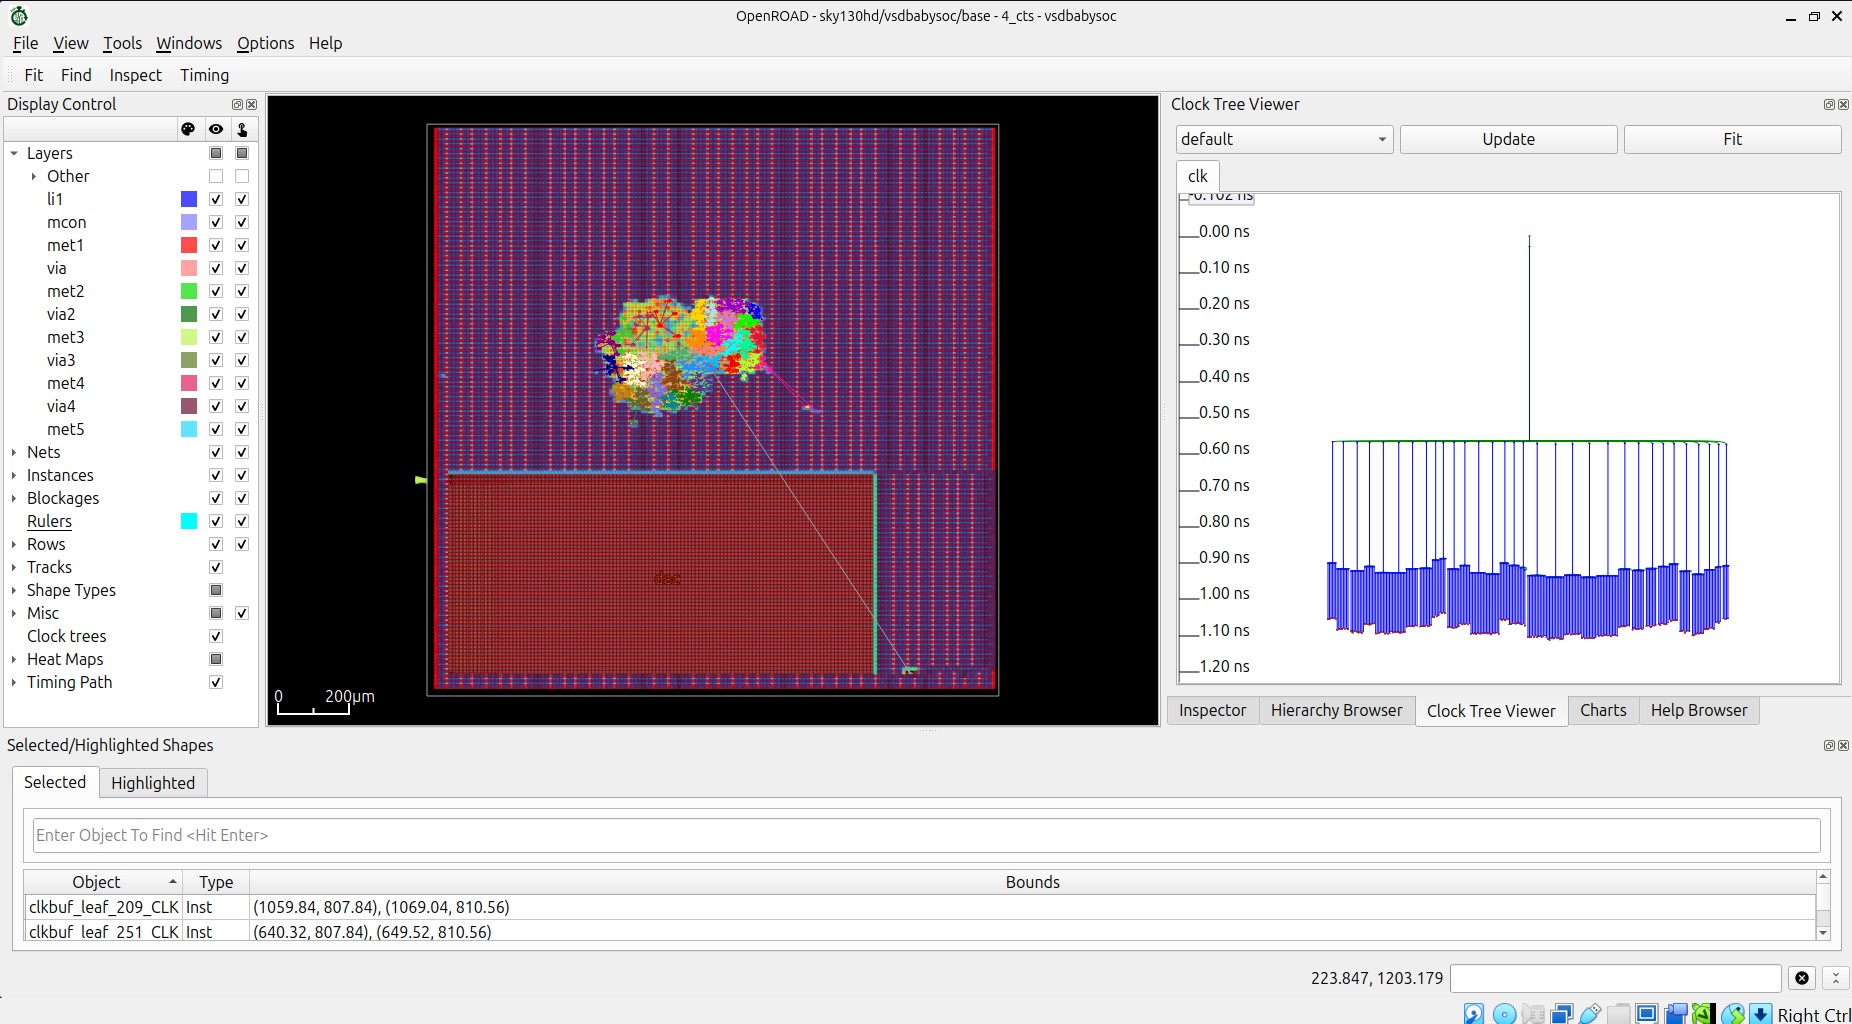 OpenROAD - sky130hd/vsdbabysoc/base - 4_cts - vsdbabysoc
File View Tools Windows Options Help
Fit Find Inspect Timing
Display Control
Layers
Other
li1
mcon
met1
via
met2
via2
met3
via3
met4
via4
met5
Nets
Instances
Blockages
Rulers
Rows
Tracks
Shape Types
Misc
Clock trees
Heat Maps
Timing Path
dac
0 200μm
Clock Tree Viewer
default Update Fit
clk
-0.102 ns
0.00 ns
0.10 ns
0.20 ns
0.30 ns
0.40 ns
0.50 ns
0.60 ns
0.70 ns
0.80 ns
0.90 ns
1.00 ns
1.10 ns
1.20 ns
Inspector Hierarchy Browser Clock Tree Viewer Charts Help Browser
Selected/Highlighted Shapes
Selected Highlighted
Enter Object To Find <Hit Enter>
Object Type Bounds
clkbuf_leaf_209_CLK Inst (1059.84, 807.84), (1069.04, 810.56)
clkbuf_leaf_251_CLK Inst (640.32, 807.84), (649.52, 810.56)
223.847, 1203.179
Right Ctrl